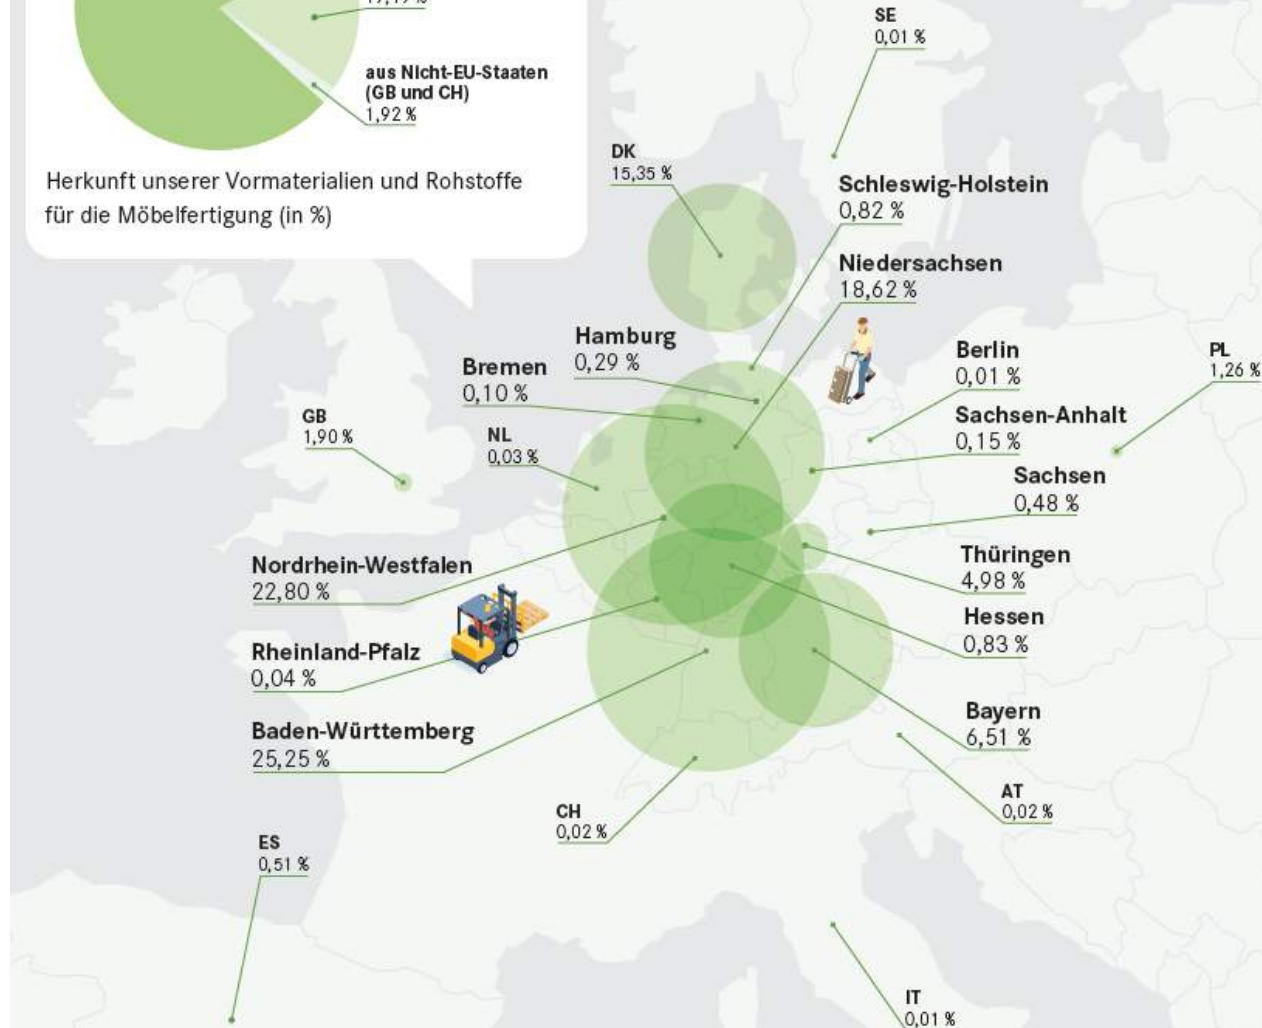 aus Nicht-EU-Staaten
(GB und CH)
1,92 %
Herkunft unserer Vormaterialien und Rohstoffe
für die Möbelfertigung (in %)
SE
0,01 %
DK
15,35 %
Schleswig-Holstein
0,82 %
Niedersachsen
18,62 %
Hamburg
0,29 %
Bremen
0,10 %
Berlin
0,01 %
PL
1,26 %
GB
1,90 %
NL
0,03 %
Sachsen-Anhalt
0,15 %
Sachsen
0,48 %
Nordrhein-Westfalen
22,80 %
Thüringen
4,98 %
Hessen
0,83 %
Rheinland-Pfalz
0,04 %
Baden-Württemberg
25,25 %
Bayern
6,51 %
AT
0,02 %
CH
0,02 %
ES
0,51 %
IT
0,01 %